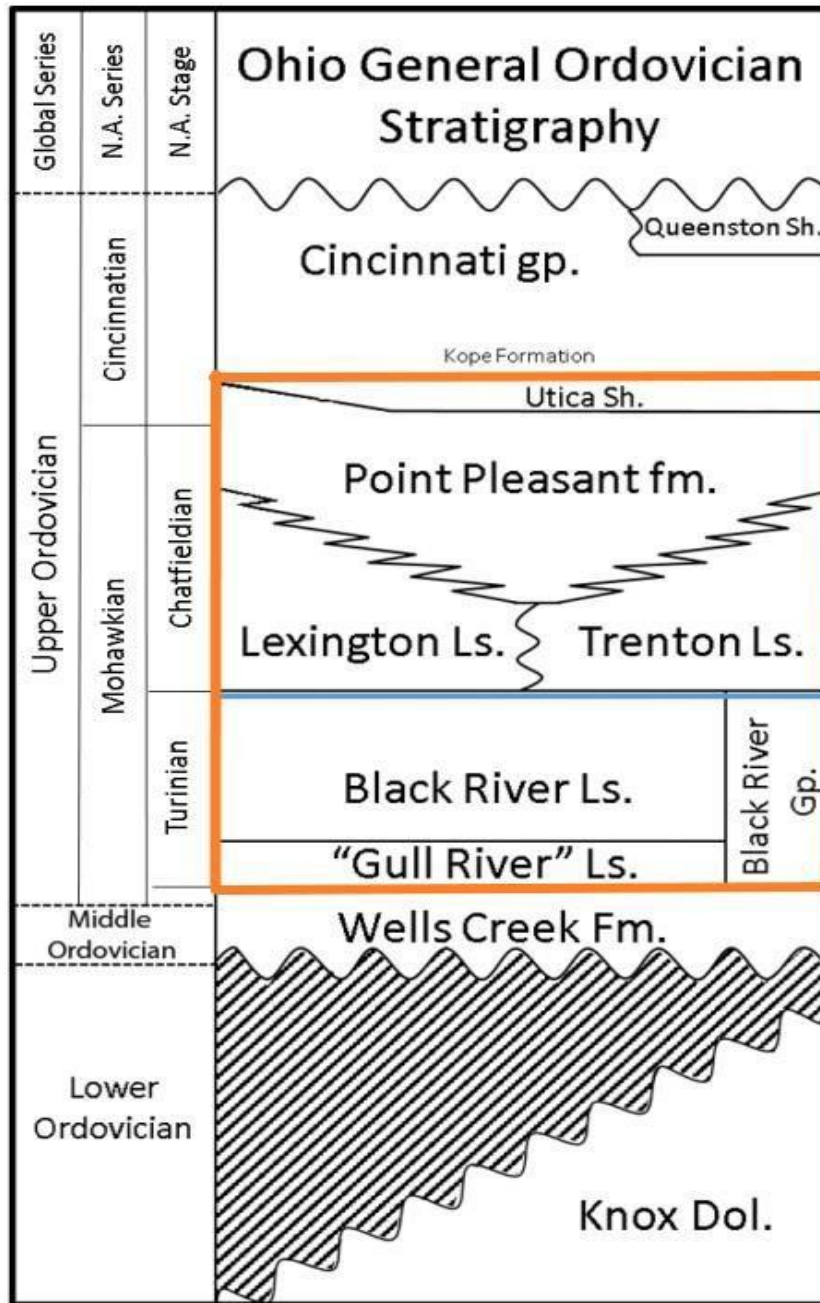 Global Series
N.A. Series
N.A. Stage
Ohio General Ordovician
Stratigraphy
Upper Ordovician
Cincinnatian
Cincinnati gp.
Queenston Sh.
Kope Formation
Utica Sh.
Mohawkian
Chatfieldian
Point Pleasant fm.
Lexington Ls.
Trenton Ls.
Turinian
Black River Ls.
"Gull River" Ls.
Black River
Gp.
Middle
Ordovician
Wells Creek Fm.
Lower
Ordovician
Knox Dol.